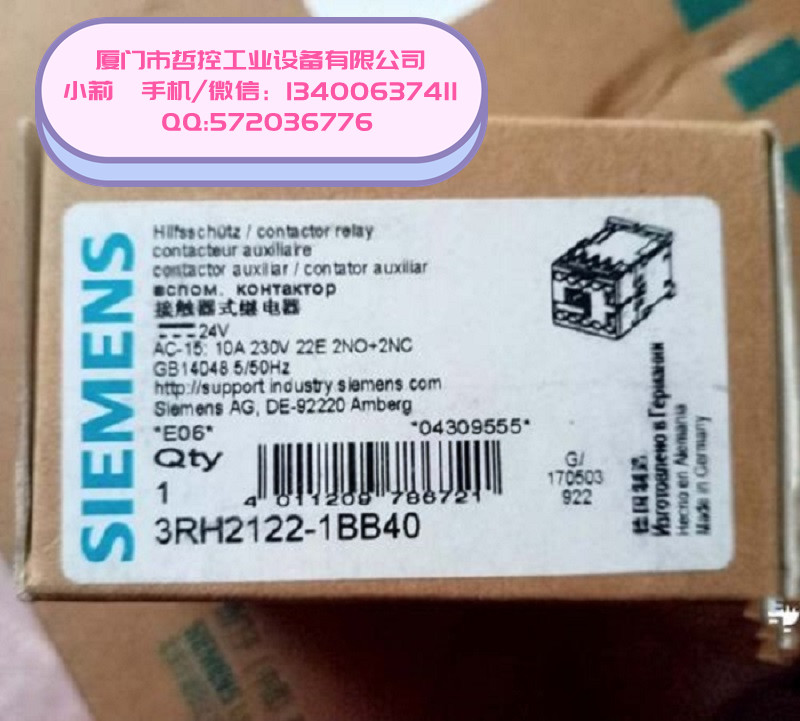 厦门市哲控工业设备有限公司
小莉 手机/微信：13400637411
QQ:572036776
SIEMENS
Hilfsschütz / contactor relay
contacteur auxiliaire
contactor auxiliar / contator auxiliar
вспом. контактор
接触器式继电器
24V
AC-15: 10A 230V 22E 2NO+2NC
GB14048.5/50Hz
http://support.industry.siemens.com
Siemens AG, DE-92220 Amberg
*E06* *04309555*
Qty
1
4 011209 786721
3RH2122-1BB40
G/
170503
922
德国制造
Изготовлено в Германии
Hecho en Alemania
Made in Germany